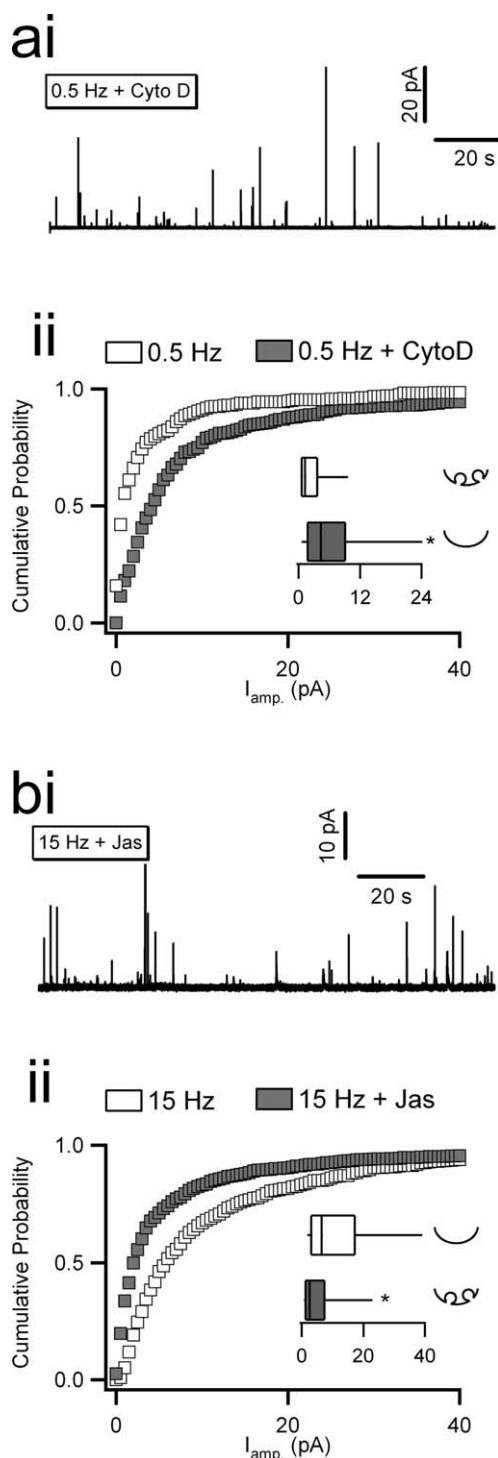 ai
0.5 Hz + Cyto D
20 pA
20 s
ii
0.5 Hz 0.5 Hz + CytoD
Cumulative Probability
1.0
0.5
0.0
*
0 12 24
0 20 40
I amp. (pA)
bi
15 Hz + Jas
10 pA
20 s
ii
15 Hz 15 Hz + Jas
Cumulative Probability
1.0
0.5
0.0
*
0 20 40
0 20 40
I amp. (pA)